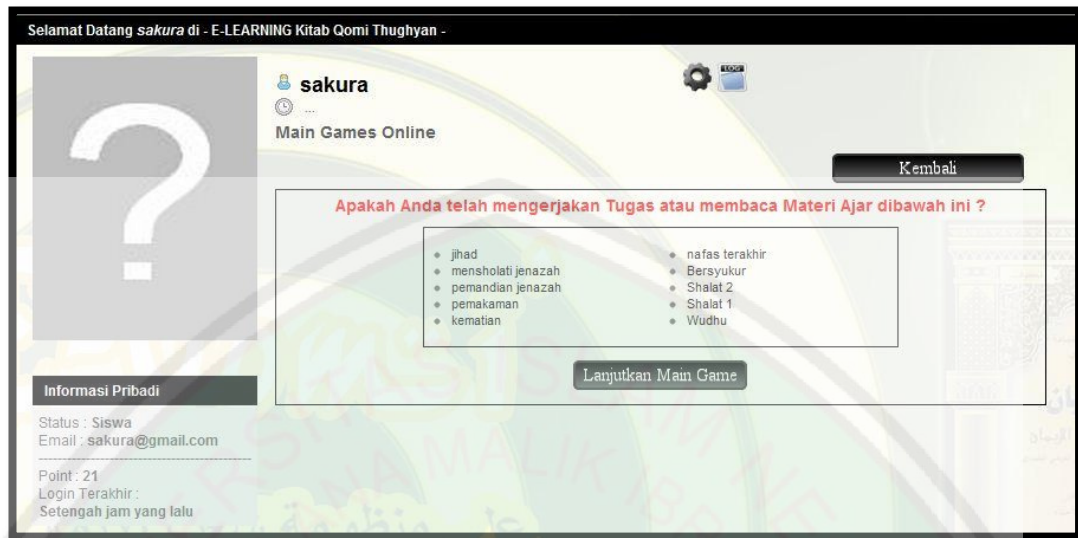 Selamat Datang sakura di - E-LEARNING Kitab Qomi Thughyan -
sakura
LOG
...
Main Games Online
Kembali
Apakah Anda telah mengerjakan Tugas atau membaca Materi Ajar dibawah ini ?
jihad
mensholati jenazah
pemandian jenazah
pemakaman
kematian
nafas terakhir
Bersyukur
Shalat 2
Shalat 1
Wudhu
Lanjutkan Main Game
Informasi Pribadi
Status : Siswa
Email : sakura@gmail.com
Point : 21
Login Terakhir :
Setengah jam yang lalu